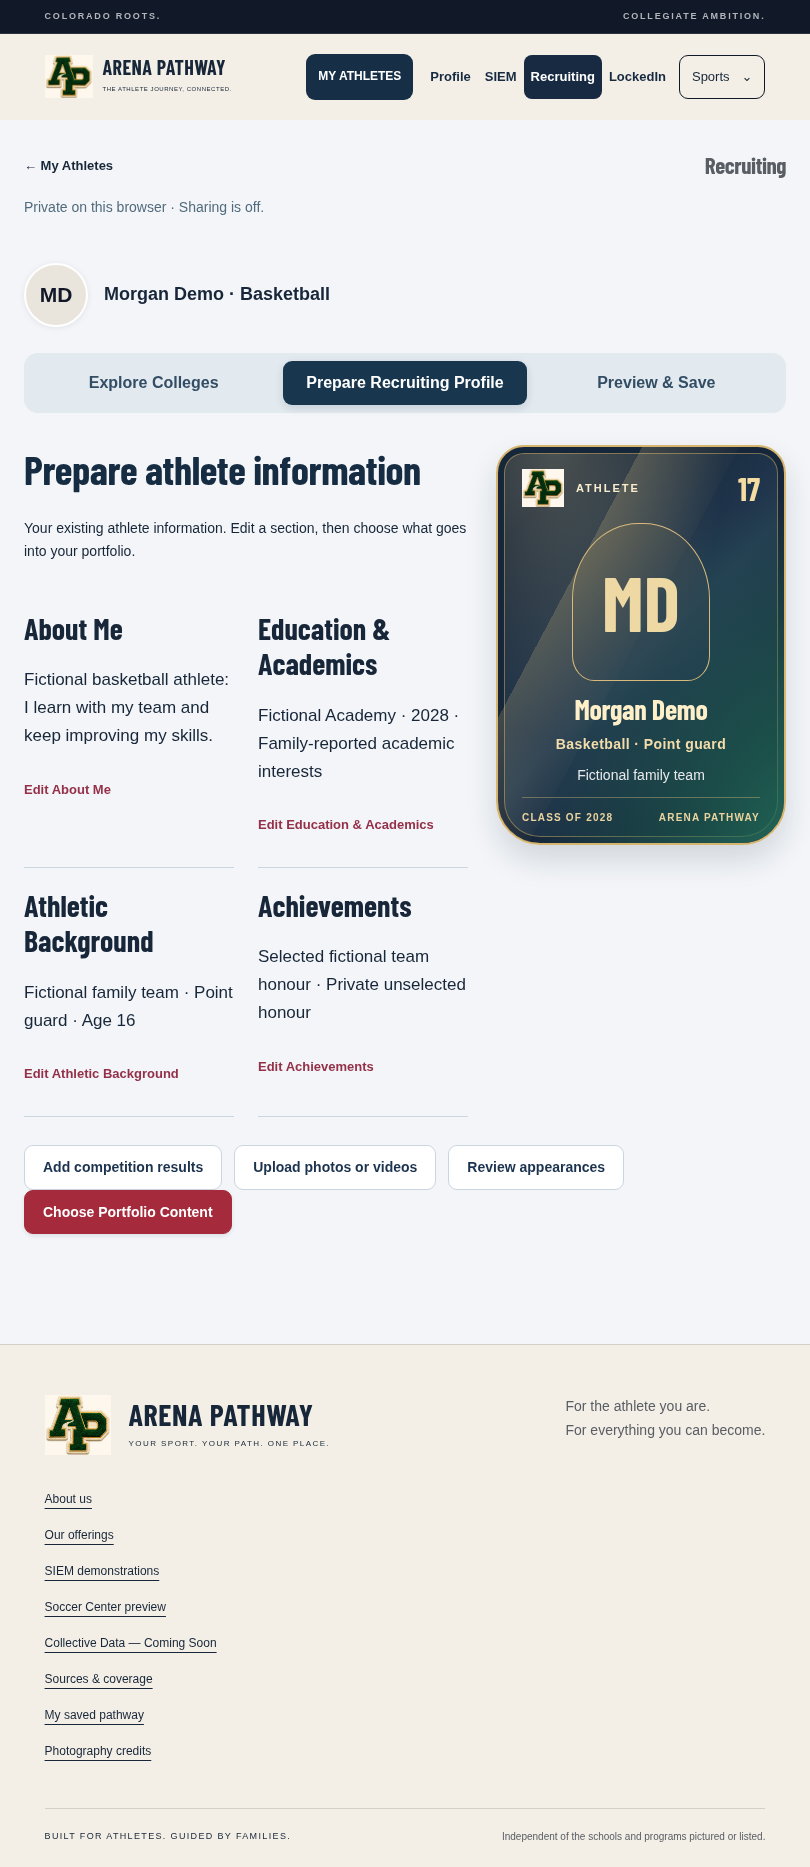 COLORADO ROOTS.
COLLEGIATE AMBITION.
AP
ARENA PATHWAY
THE ATHLETE JOURNEY, CONNECTED.
MY ATHLETES
Profile
SIEM
Recruiting
LockedIn
Sports
← My Athletes
Recruiting
Private on this browser · Sharing is off.
MD
Morgan Demo · Basketball
Explore Colleges
Prepare Recruiting Profile
Preview & Save
Prepare athlete information
Your existing athlete information. Edit a section, then choose what goes
into your portfolio.
About Me
Fictional basketball athlete:
I learn with my team and
keep improving my skills.
Edit About Me
Education &
Academics
Fictional Academy · 2028 ·
Family-reported academic
interests
Edit Education & Academics
AP
ATHLETE
17
MD
Morgan Demo
Basketball · Point guard
Fictional family team
CLASS OF 2028
ARENA PATHWAY
Athletic
Background
Fictional family team · Point
guard · Age 16
Edit Athletic Background
Achievements
Selected fictional team
honour · Private unselected
honour
Edit Achievements
Add competition results
Upload photos or videos
Review appearances
Choose Portfolio Content
AP
ARENA PATHWAY
YOUR SPORT. YOUR PATH. ONE PLACE.
For the athlete you are.
For everything you can become.
About us
Our offerings
SIEM demonstrations
Soccer Center preview
Collective Data — Coming Soon
Sources & coverage
My saved pathway
Photography credits
BUILT FOR ATHLETES. GUIDED BY FAMILIES.
Independent of the schools and programs pictured or listed.